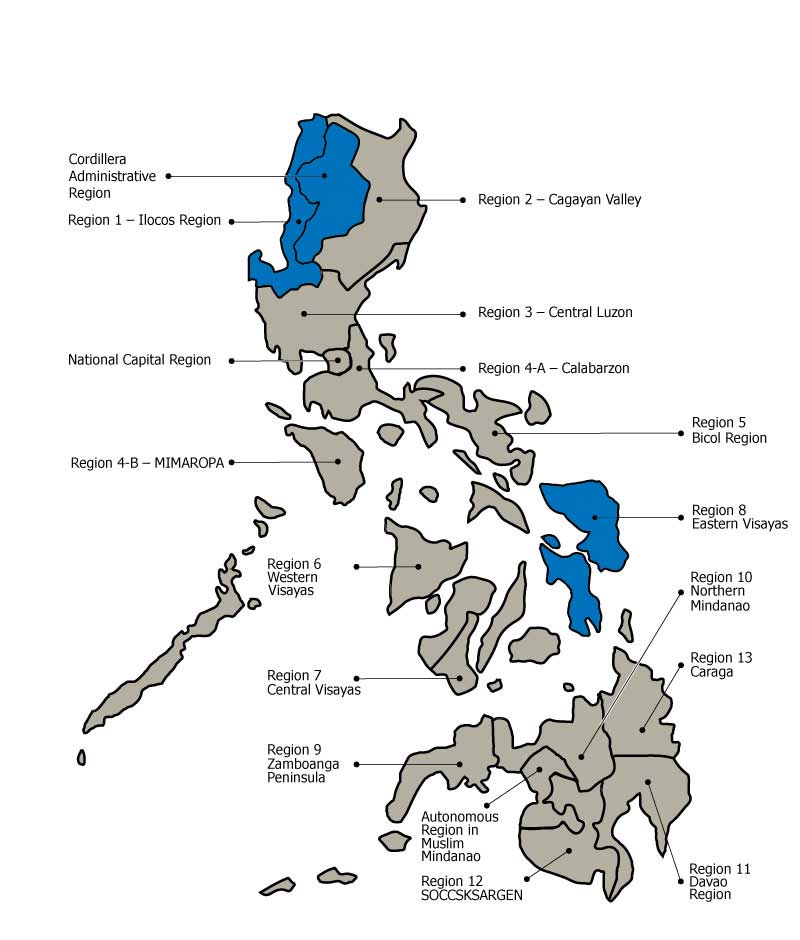 Cordillera
Administrative
Region
Region 1 – Ilocos Region
Region 2 – Cagayan Valley
Region 3 – Central Luzon
National Capital Region
Region 4-A – Calabarzon
Region 5
Bicol Region
Region 4-B – MIMAROPA
Region 8
Eastern Visayas
Region 6
Western
Visayas
Region 10
Northern
Mindanao
Region 7
Central Visayas
Region 13
Caraga
Region 9
Zamboanga
Peninsula
Autonomous
Region in
Muslim
Mindanao
Region 12
SOCCSKSARGEN
Region 11
Davao
Region